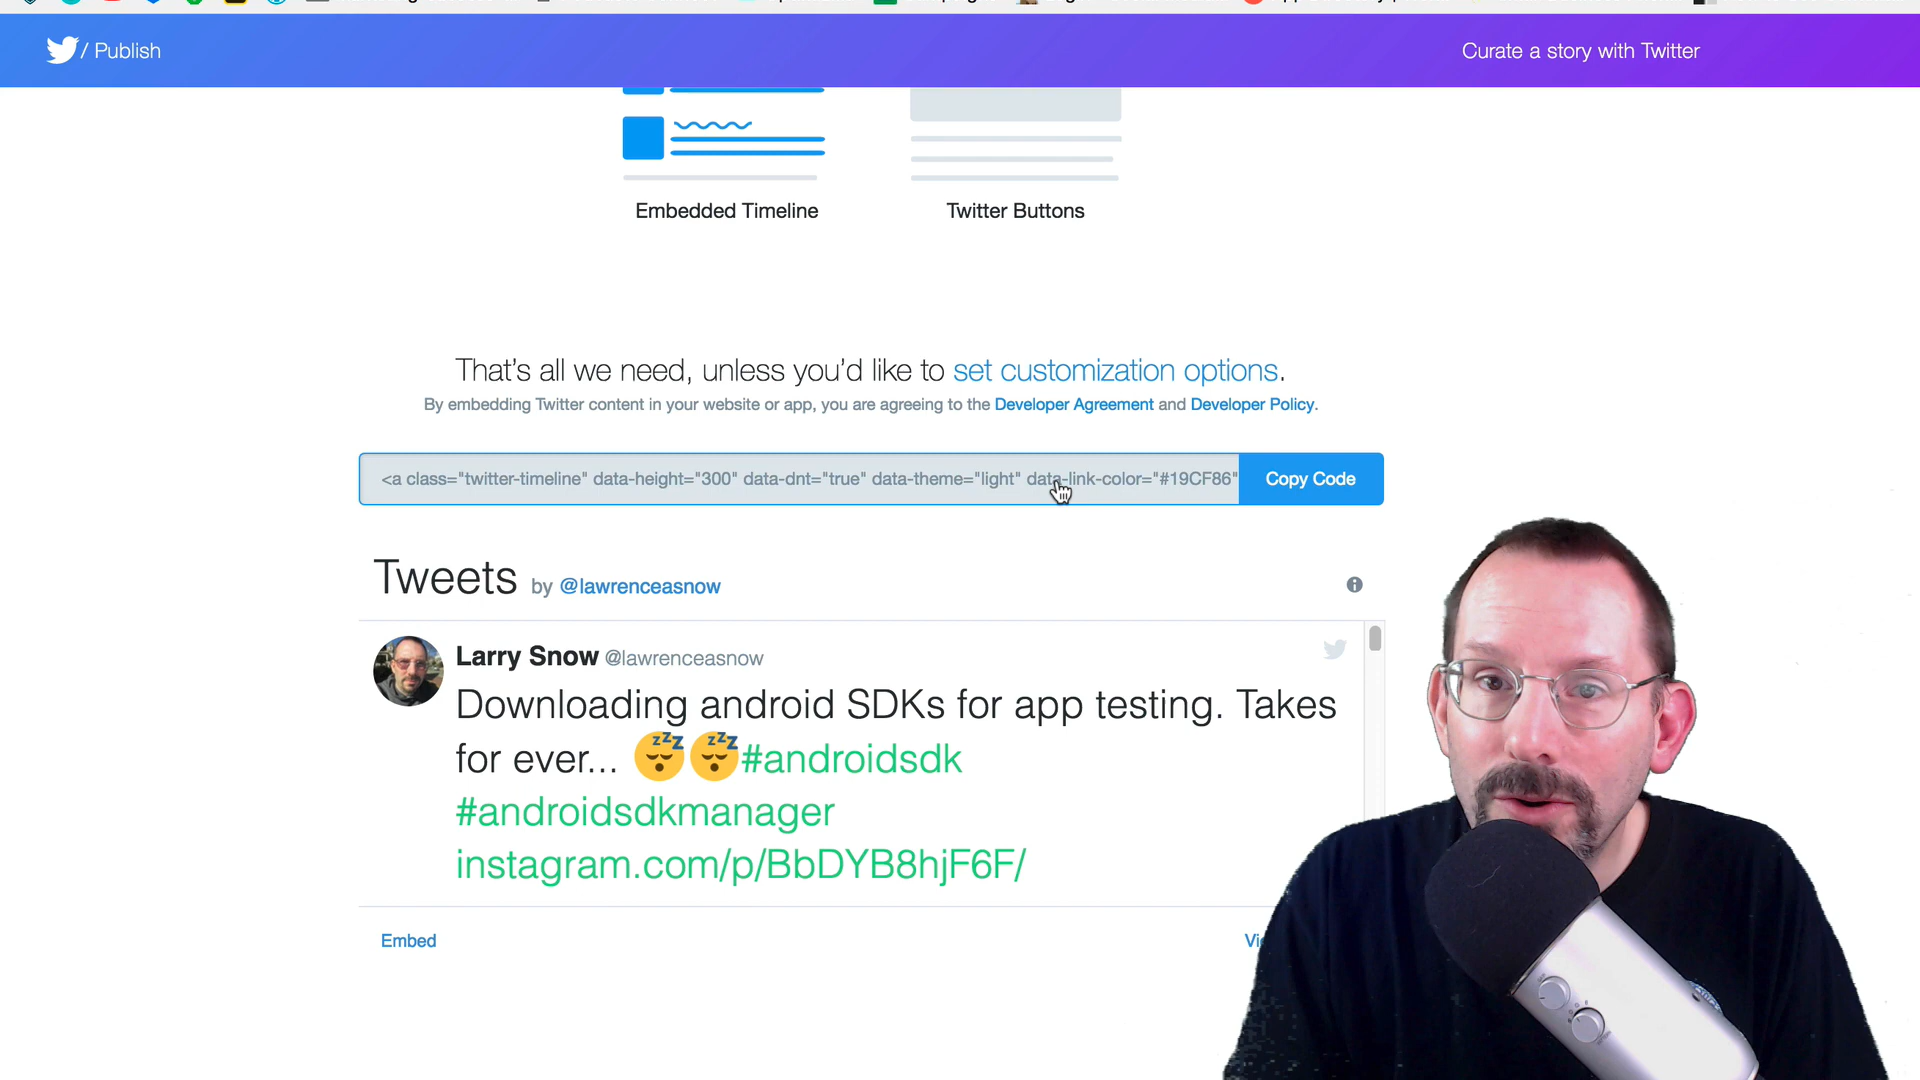 / Publish
Curate a story with Twitter
Embedded Timeline
Twitter Buttons
That's all we need, unless you'd like to set customization options.
By embedding Twitter content in your website or app, you are agreeing to the Developer Agreement and Developer Policy.
<a class="twitter-timeline" data-height="300" data-dnt="true" data-theme="light" data-link-color="#19CF86"
Copy Code
Tweets by @lawrenceasnow
Larry Snow @lawrenceasnow
Downloading android SDKs for app testing. Takes
for ever... 😴😴#androidsdk
#androidsdkmanager
instagram.com/p/BbDYB8hjF6F/
Embed